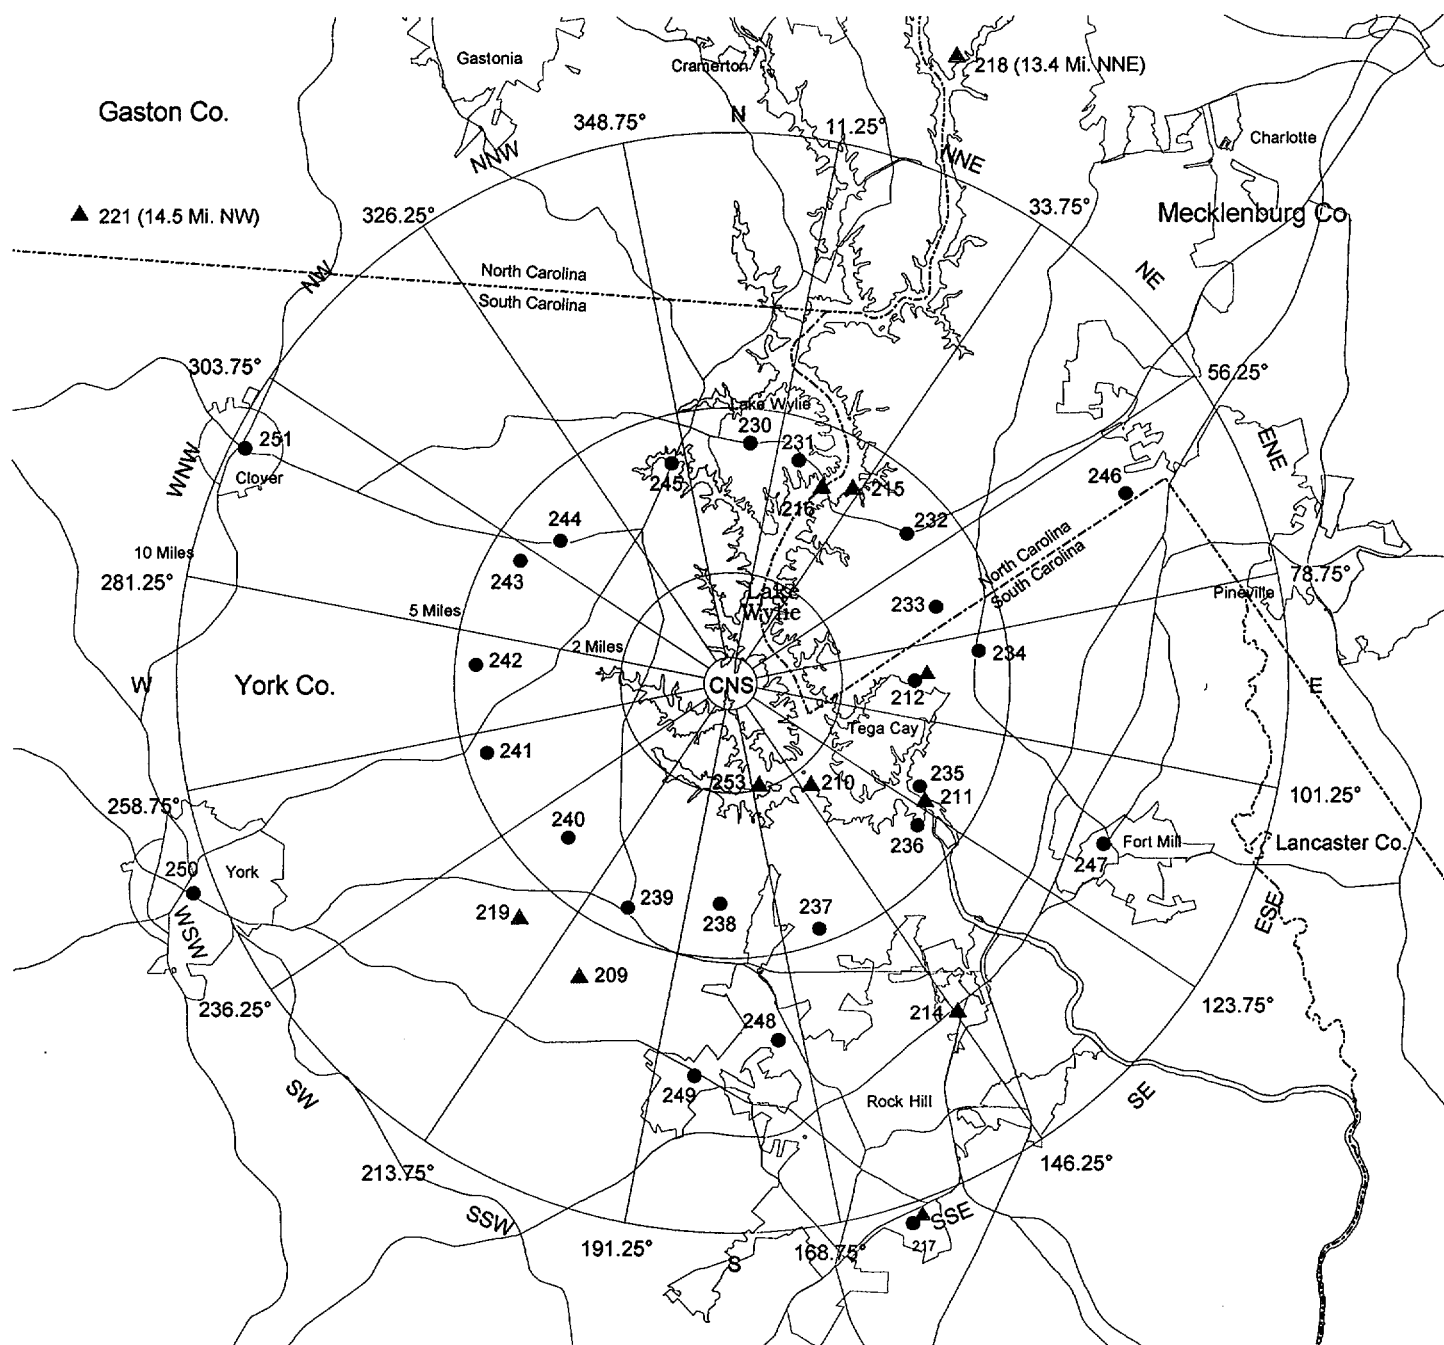 Gastonia
Cramerton
218 (13.4 Mi. NNE)
Gaston Co.
348.75°
N
11.25°
Charlotte
NNW
NNE
221 (14.5 Mi. NW)
326.25°
33.75°
Mecklenburg Co.
NW
North Carolina
South Carolina
NE
303.75°
56.25°
Lake Wylie
230
231
251
WNW
Clover
245
216
215
ENE
246
244
232
10 Miles
281.25°
243
North Carolina
South Carolina
78.75°
Pineville
5 Miles
Lake
Wylie
233
2 Miles
242
234
W
York Co.
CNS
212
E
Tega Cay
241
253
210
235
211
258.75°
101.25°
240
236
Fort Mill
247
Lancaster Co.
250
York
219
239
238
237
WSW
ESE
209
236.25°
214
123.75°
248
249
Rock Hill
SW
SE
213.75°
146.25°
SSW
SSE
191.25°
168.75°
217
S